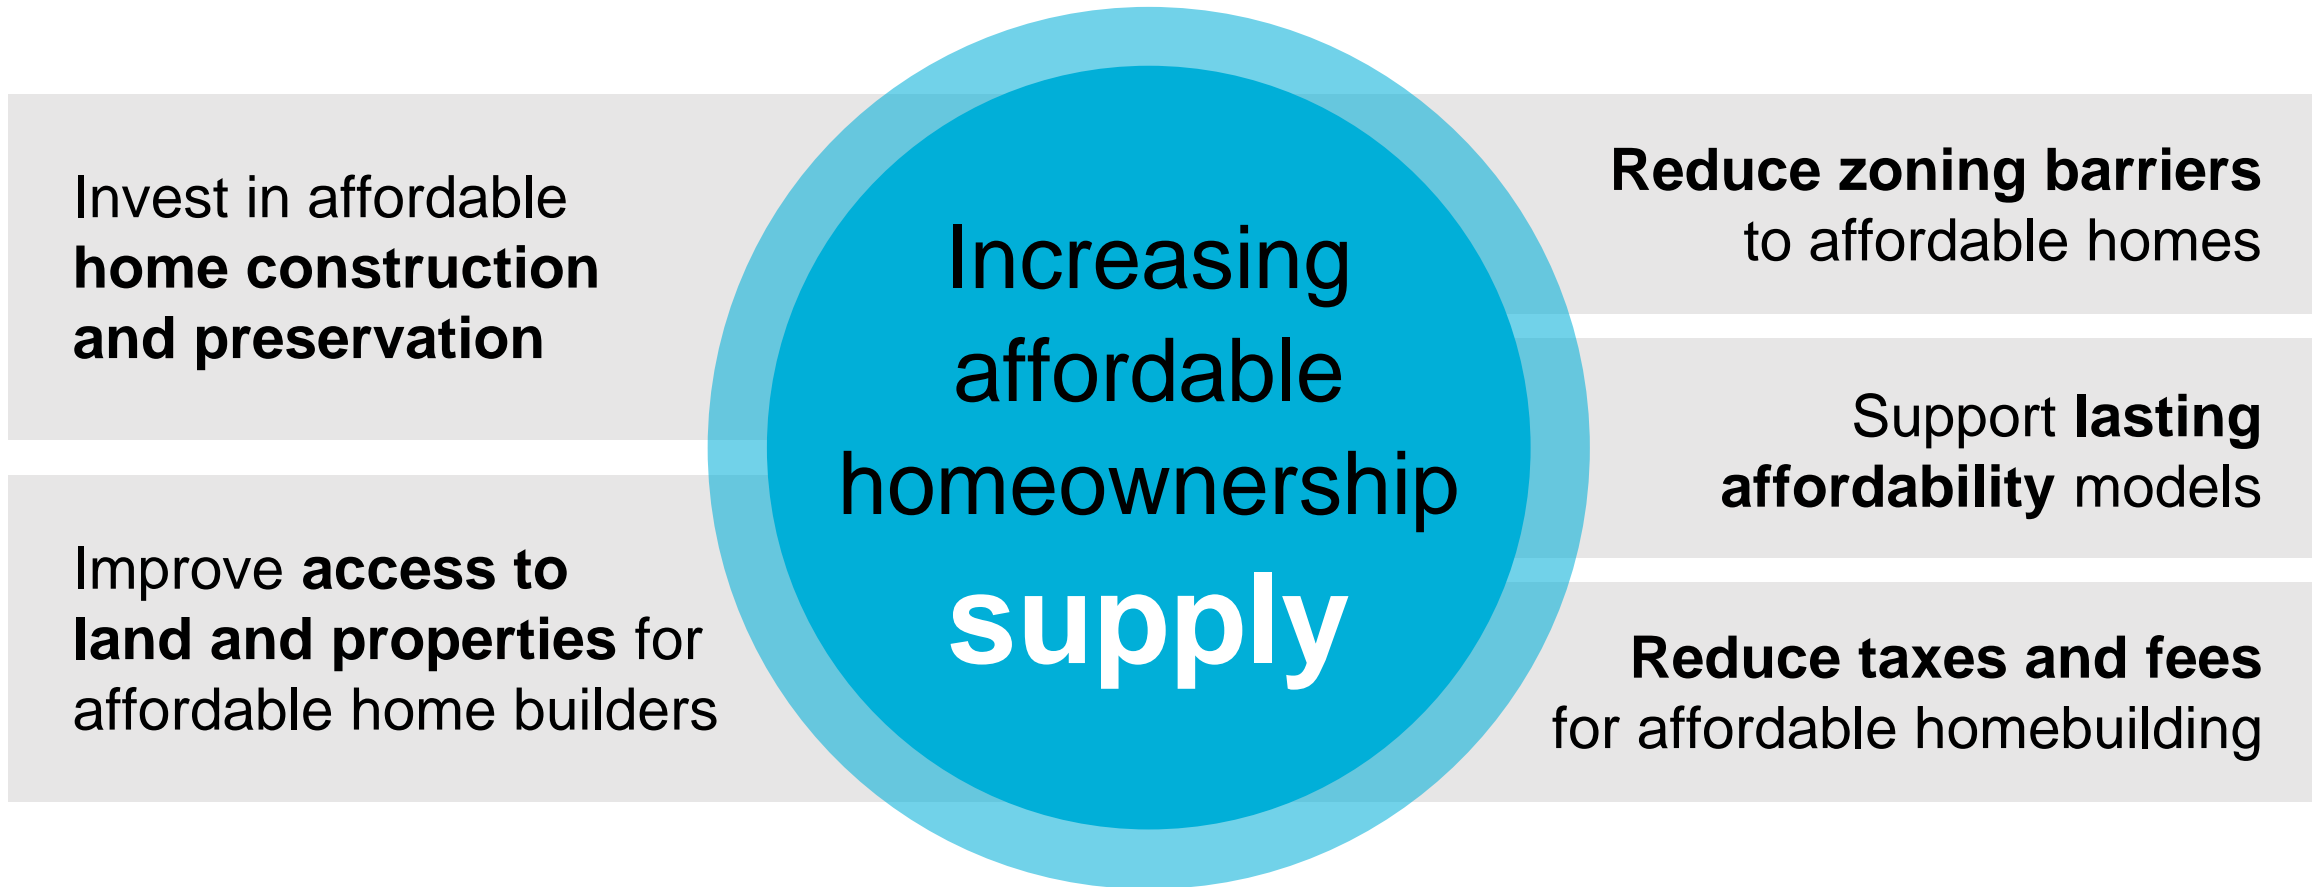 Invest in affordable
home construction
and preservation
Improve access to
land and properties for
affordable home builders
Increasing
affordable
homeownership
supply
Reduce zoning barriers
to affordable homes
Support lasting
affordability models
Reduce taxes and fees
for affordable homebuilding